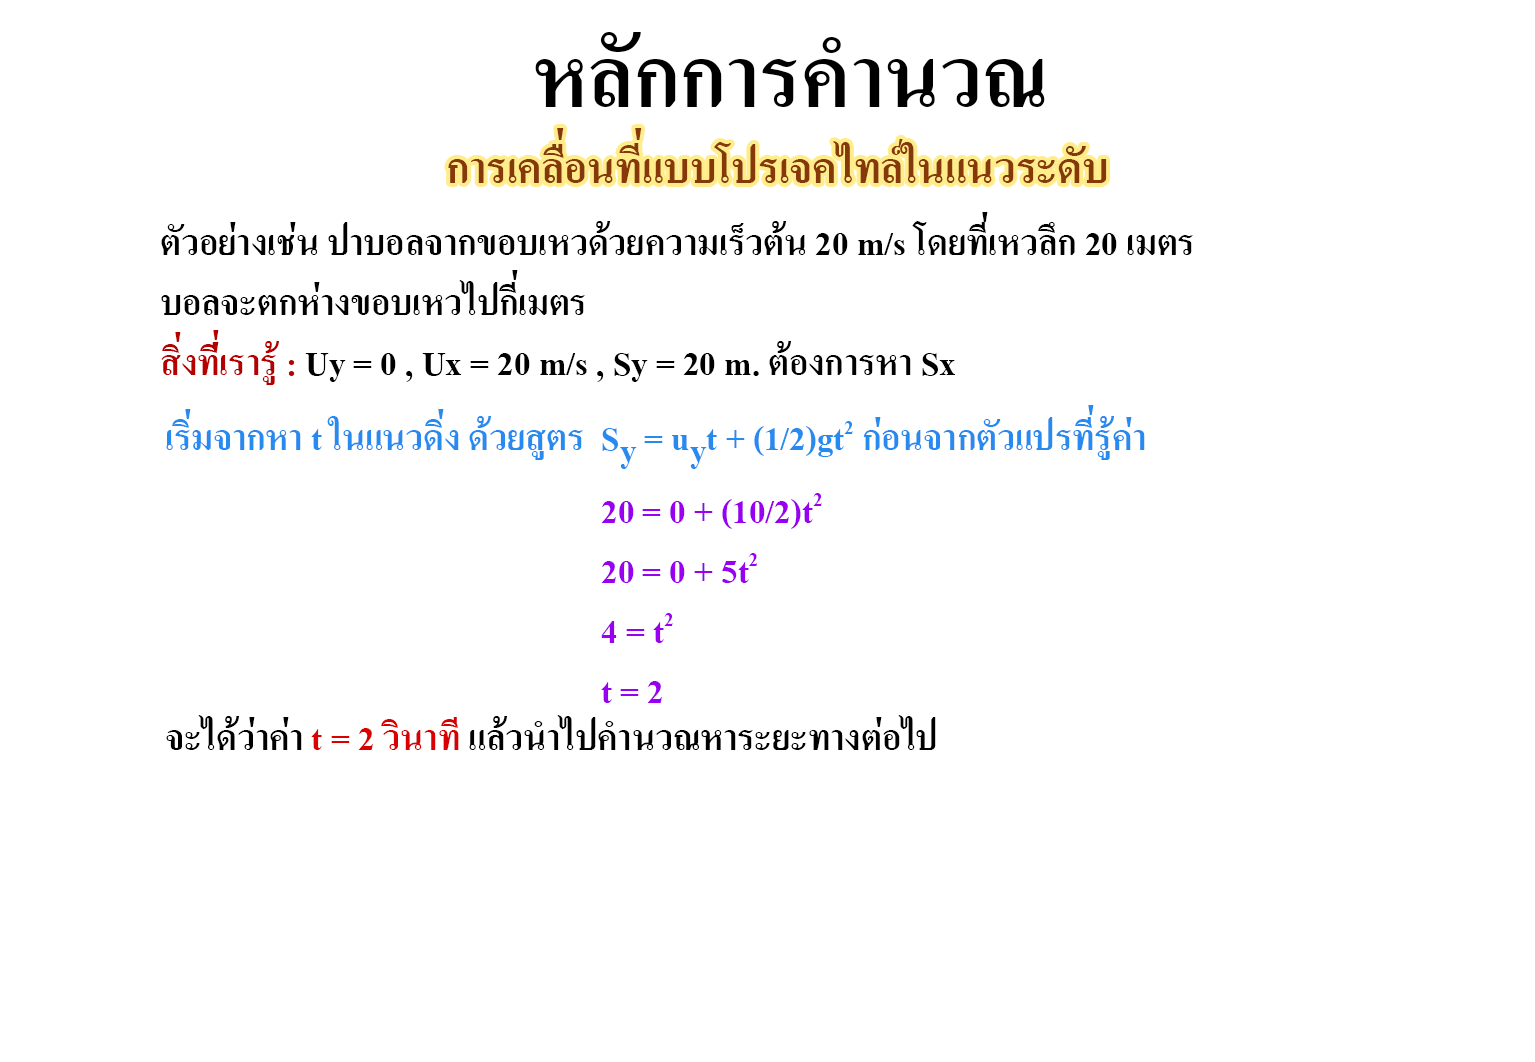 หลักการคำนวณ
การเคลื่อนที่แบบโปรเจคไทล์ในแนวระดับ
ตัวอย่างเช่น ปาบอลจากขอบเหวด้วยความเร็วต้น 20 m/s โดยที่เหวลึก 20 เมตร
บอลจะตกห่างขอบเหวไปกี่เมตร
สิ่งที่เรารู้ : Uy = 0 , Ux = 20 m/s , Sy = 20 m. ต้องการหา Sx
เริ่มจากหา t ในแนวดิ่ง ด้วยสูตร Sy = uyt + (1/2)gt² ก่อนจากตัวแปรที่รู้ค่า
20 = 0 + (10/2)t²
20 = 0 + 5t²
4 = t²
t = 2
จะได้ว่าค่า t = 2 วินาที แล้วนำไปคำนวณหาระยะทางต่อไป